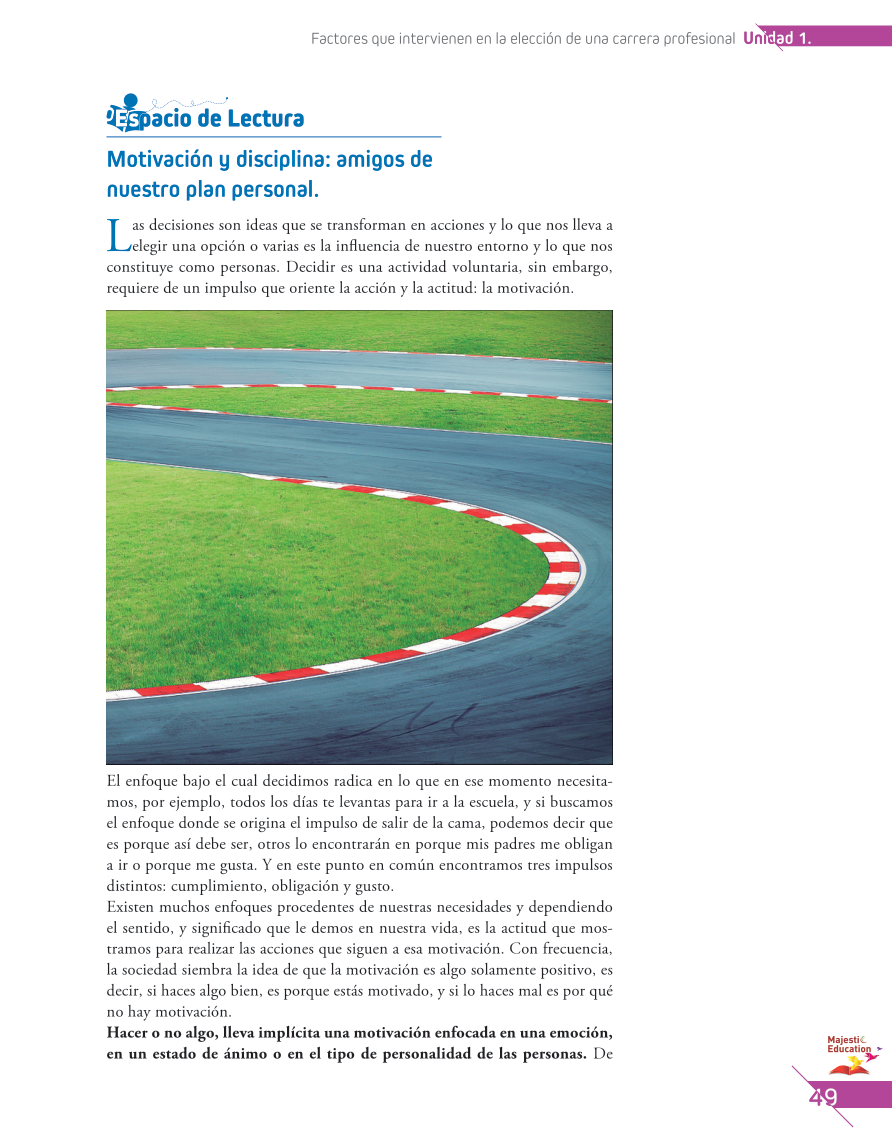 Factores que intervienen en la elección de una carrera profesional Unidad 1.
Espacio de Lectura
Motivación y disciplina: amigos de
nuestro plan personal.
Las decisiones son ideas que se transforman en acciones y lo que nos lleva a
elegir una opción o varias es la influencia de nuestro entorno y lo que nos
constituye como personas. Decidir es una actividad voluntaria, sin embargo,
requiere de un impulso que oriente la acción y la actitud: la motivación.
El enfoque bajo el cual decidimos radica en lo que en ese momento necesita-
mos, por ejemplo, todos los días te levantas para ir a la escuela, y si buscamos
el enfoque donde se origina el impulso de salir de la cama, podemos decir que
es porque así debe ser, otros lo encontrarán en porque mis padres me obligan
a ir o porque me gusta. Y en este punto en común encontramos tres impulsos
distintos: cumplimiento, obligación y gusto.
Existen muchos enfoques procedentes de nuestras necesidades y dependiendo
el sentido, y significado que le demos en nuestra vida, es la actitud que mos-
tramos para realizar las acciones que siguen a esa motivación. Con frecuencia,
la sociedad siembra la idea de que la motivación es algo solamente positivo, es
decir, si haces algo bien, es porque estás motivado, y si lo haces mal es por qué
no hay motivación.
Hacer o no algo, lleva implícita una motivación enfocada en una emoción,
en un estado de ánimo o en el tipo de personalidad de las personas. De
Majestic
Education
49